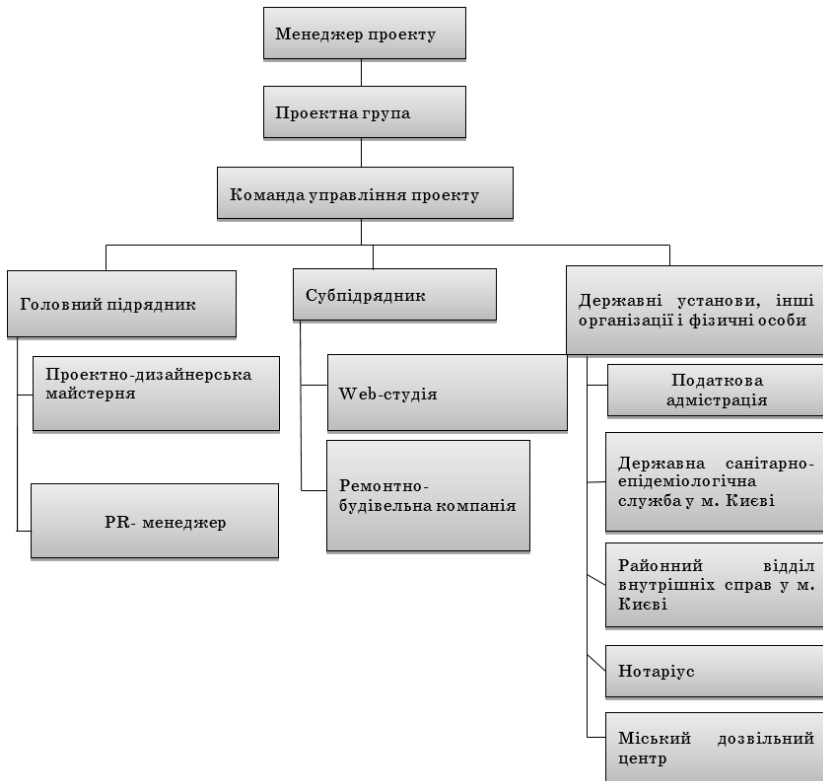 Менеджер проекту
Проектна група
Команда управління проекту
Головний підрядник
Проектно-дизайнерська
майстерня
PR- менеджер
Субпідрядник
Web-студія
Ремонтно-
будівельна компанія
Державні установи, інші
організації і фізичні особи
Податкова
адмістрація
Державна санітарно-
епідеміологічна
служба у м. Києві
Районний відділ
внутрішніх справ у м.
Києві
Нотаріус
Міський дозвільний
центр